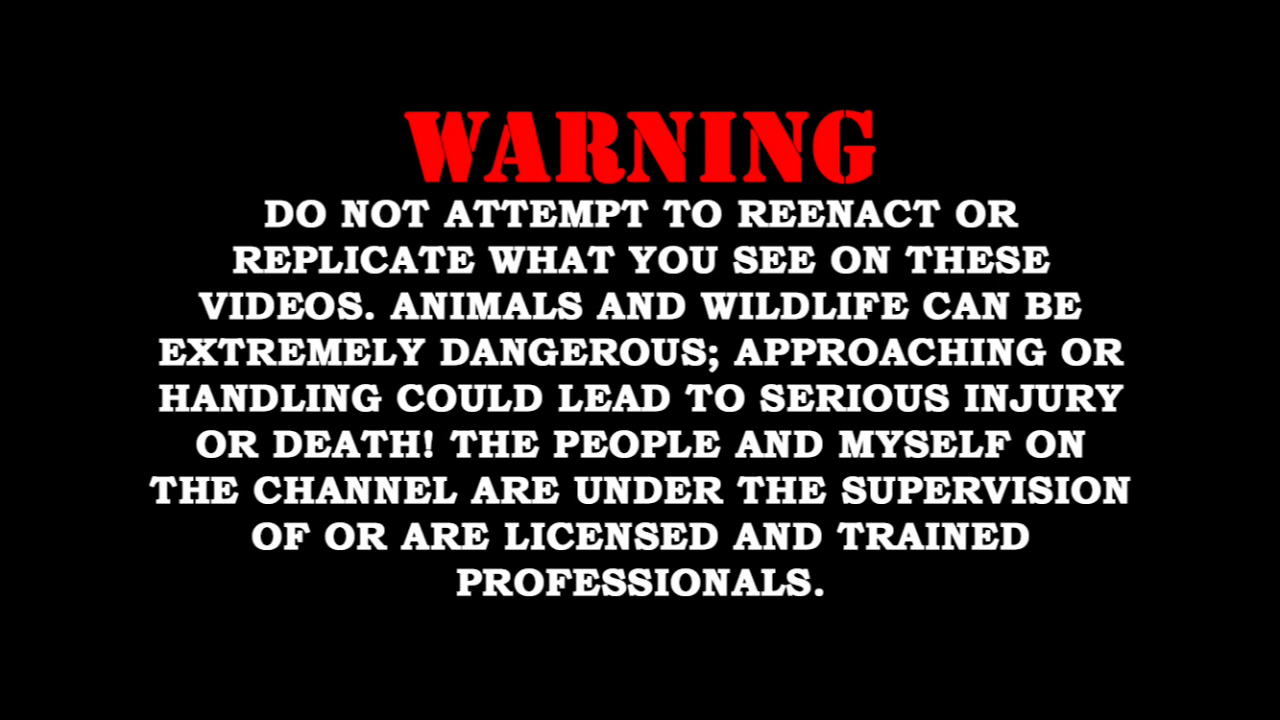 WARNING
DO NOT ATTEMPT TO REENACT OR
REPLICATE WHAT YOU SEE ON THESE
VIDEOS. ANIMALS AND WILDLIFE CAN BE
EXTREMELY DANGEROUS; APPROACHING OR
HANDLING COULD LEAD TO SERIOUS INJURY
OR DEATH! THE PEOPLE AND MYSELF ON
THE CHANNEL ARE UNDER THE SUPERVISION
OF OR ARE LICENSED AND TRAINED
PROFESSIONALS.